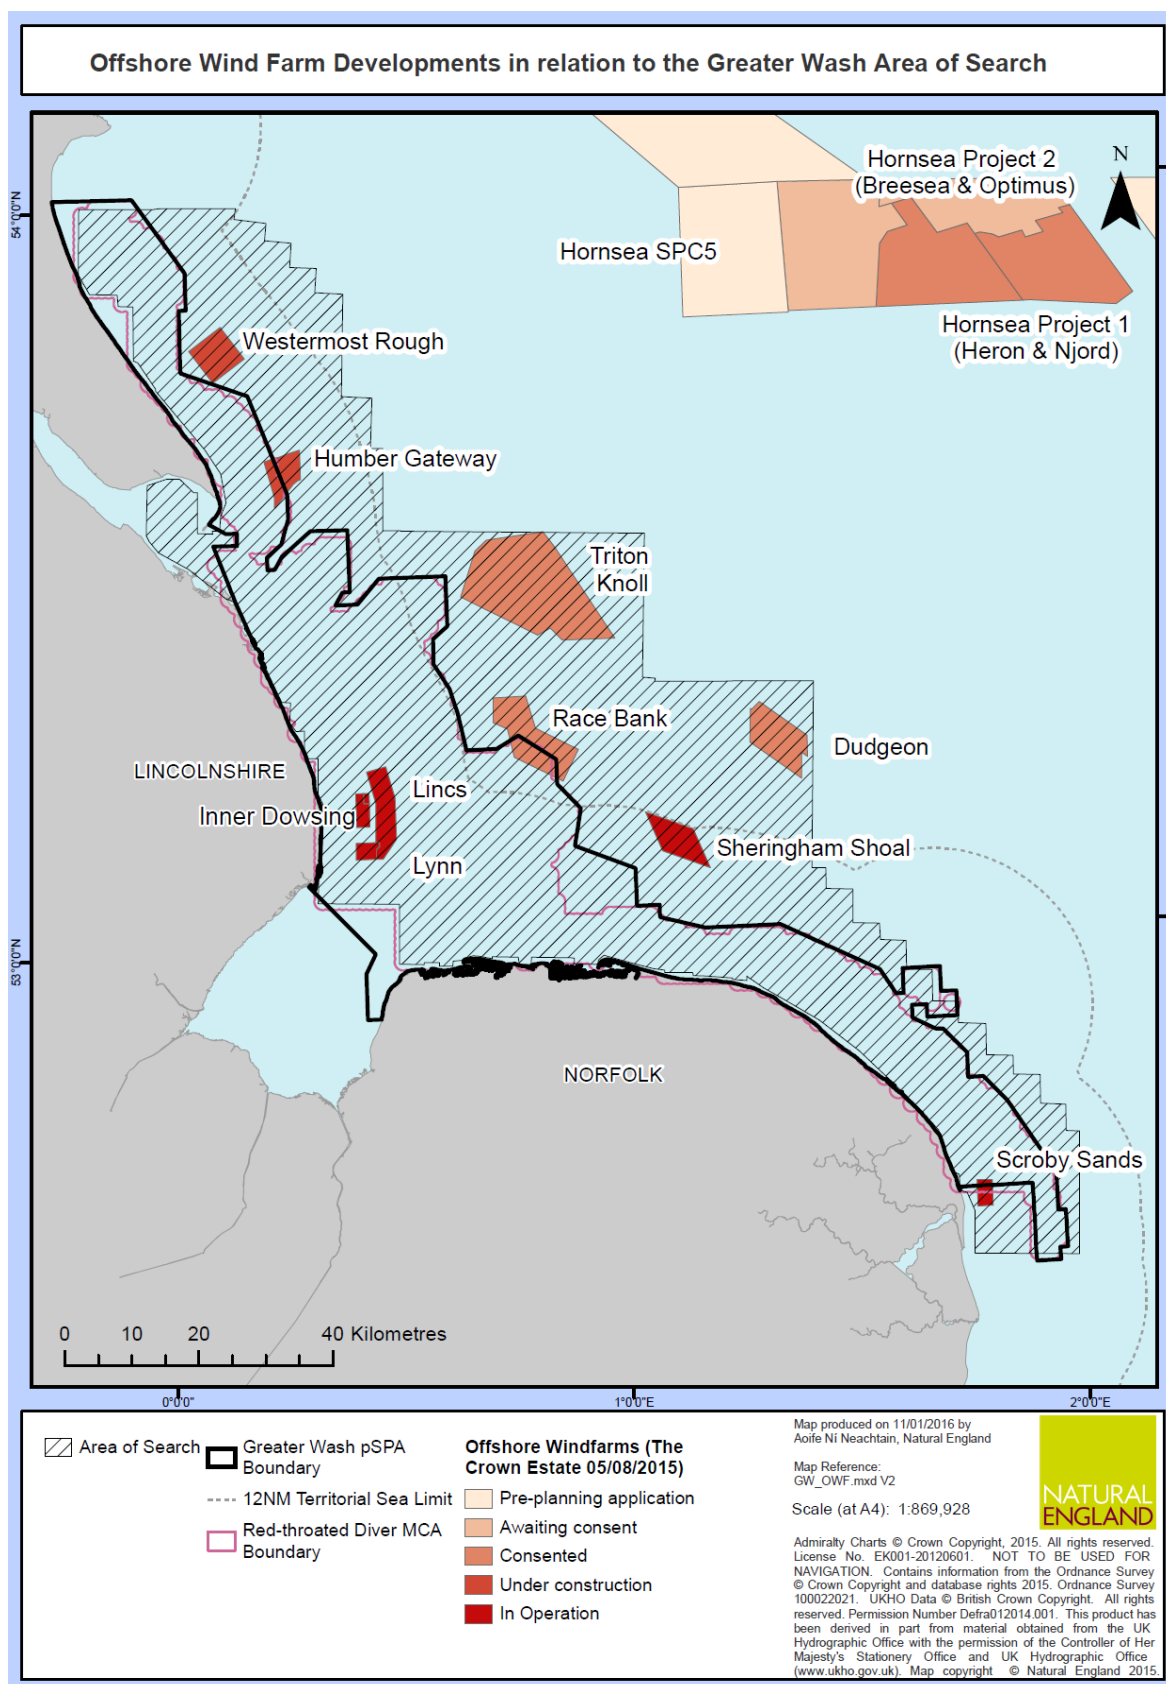 Offshore Wind Farm Developments in relation to the Greater Wash Area of Search
Hornsea Project 2
(Breesea & Optimus)
N
54°0'0"N
Hornsea SPC5
Hornsea Project 1
(Heron & Njord)
Westermost Rough
Humber Gateway
Triton
Knoll
Race Bank
Dudgeon
LINCOLNSHIRE
Lincs
Inner Dowsing
Sheringham Shoal
Lynn
53°0'0"N
NORFOLK
Scroby Sands
0 10 20 40 Kilometres
0°0'0" 1°0'0"E 2°0'0"E
Area of Search
Greater Wash pSPA
Boundary
12NM Territorial Sea Limit
Red-throated Diver MCA
Boundary
Offshore Windfarms (The
Crown Estate 05/08/2015)
Pre-planning application
Awaiting consent
Consented
Under construction
In Operation
Map produced on 11/01/2016 by
Aoife Ní Neachtain, Natural England
Map Reference:
GW_OWF.mxd V2
Scale (at A4): 1:869,928
NATURAL
ENGLAND
Admiralty Charts © Crown Copyright, 2015. All rights reserved.
License No. EK001-20120601. NOT TO BE USED FOR
NAVIGATION. Contains information from the Ordnance Survey
© Crown Copyright and database rights 2015. Ordnance Survey
100022021. UKHO Data © British Crown Copyright. All rights
reserved. Permission Number Defra012014.001. This product has
been derived in part from material obtained from the UK
Hydrographic Office with the permission of the Controller of Her
Majesty's Stationery Office and UK Hydrographic Office
(www.ukho.gov.uk). Map copyright © Natural England 2015.